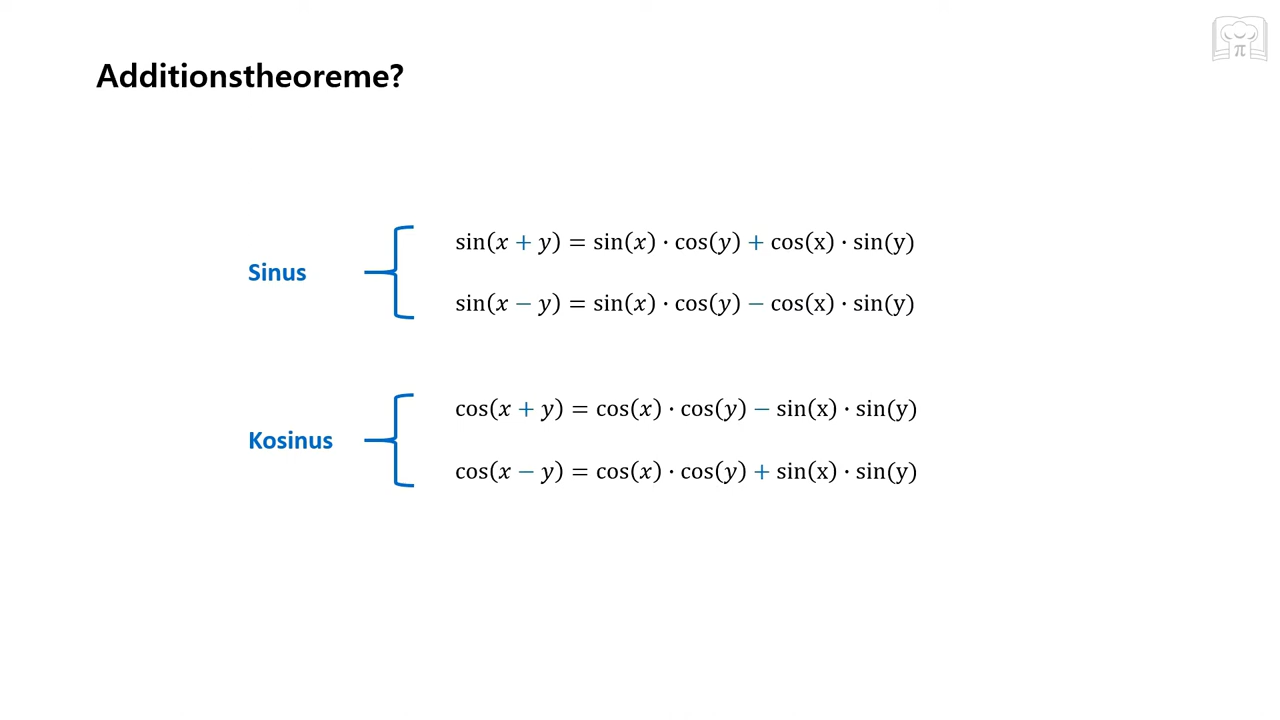 Additionstheoreme?
Sinus
sin(x + y) = sin(x) · cos(y) + cos(x) · sin(y)
sin(x − y) = sin(x) · cos(y) − cos(x) · sin(y)
Kosinus
cos(x + y) = cos(x) · cos(y) − sin(x) · sin(y)
cos(x − y) = cos(x) · cos(y) + sin(x) · sin(y)
π